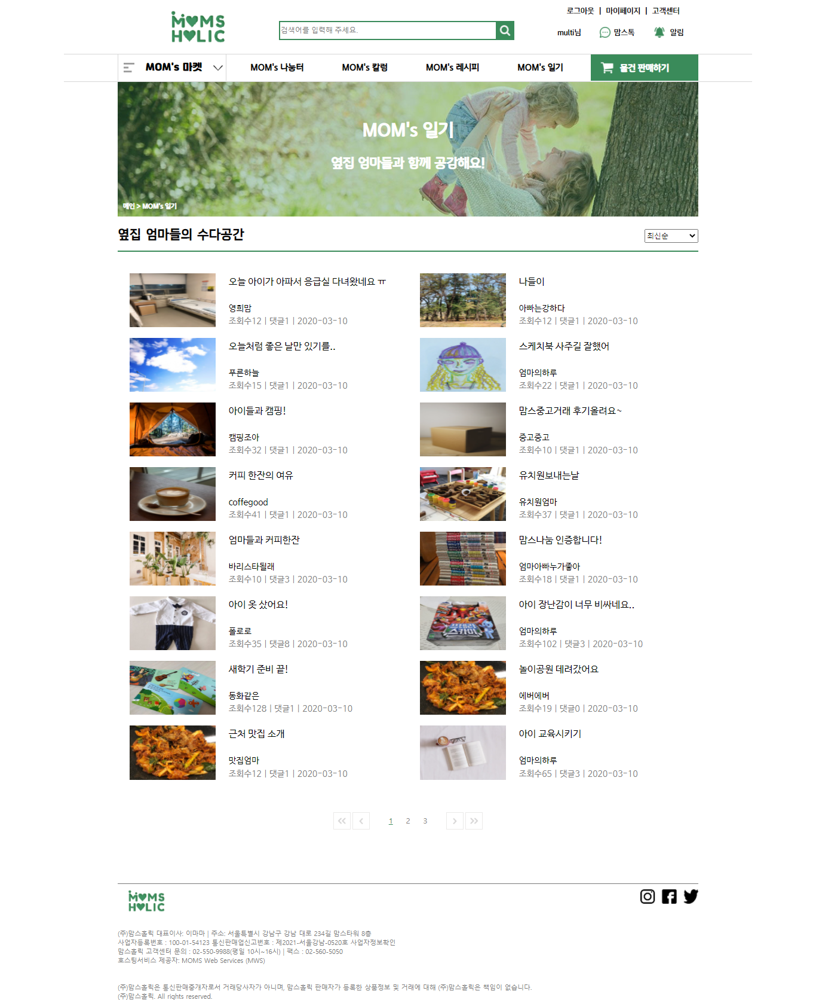 MOMS
HOLIC
로그아웃 | 마이페이지 | 고객센터
검색어를 입력해 주세요.
multi님 맘스톡 알림
MOM's 마켓 MOM's 나눔터 MOM's 칼럼 MOM's 레시피 MOM's 일기 물건 판매하기
MOM's 일기
옆집 엄마들과 함께 공감해요!
메인 > MOM's 일기
옆집 엄마들의 수다공간
최신순
오늘 아이가 아파서 응급실 다녀왔네요 ㅠ
영희맘
조회수12 | 댓글1 | 2020-03-10
나들이
아빠는강하다
조회수12 | 댓글1 | 2020-03-10
오늘처럼 좋은 날만 있기를..
푸른하늘
조회수15 | 댓글1 | 2020-03-10
스케치북 사주길 잘했어
엄마의하루
조회수22 | 댓글1 | 2020-03-10
아이들과 캠핑!
캠핑조아
조회수32 | 댓글1 | 2020-03-10
맘스중고거래 후기올려요~
중고중고
조회수10 | 댓글1 | 2020-03-10
커피 한잔의 여유
coffegood
조회수41 | 댓글1 | 2020-03-10
유치원보내는날
유치원엄마
조회수37 | 댓글1 | 2020-03-10
엄마들과 커피한잔
바리스타될래
조회수10 | 댓글3 | 2020-03-10
맘스나눔 인증합니다!
엄마아빠누가좋아
조회수18 | 댓글1 | 2020-03-10
아이 옷 샀어요!
폴로로
조회수35 | 댓글8 | 2020-03-10
아이 장난감이 너무 비싸네요..
엄마의하루
조회수102 | 댓글3 | 2020-03-10
새학기 준비 끝!
동화같은
조회수128 | 댓글1 | 2020-03-10
놀이공원 데려갔어요
에버에버
조회수19 | 댓글0 | 2020-03-10
근처 맛집 소개
맛집엄마
조회수12 | 댓글1 | 2020-03-10
아이 교육시키기
엄마의하루
조회수65 | 댓글3 | 2020-03-10
1 2 3
MOMS
HOLIC
(주)맘스홀릭 대표이사: 이마마 | 주소: 서울특별시 강남구 강남 대로 234길 맘스타워 8층
사업자등록번호 : 100-01-54123 통신판매업신고번호 : 제2021-서울강남-0520호 사업자정보확인
맘스홀릭 고객센터 문의 : 02-550-9988(평일 10시~16시) | 팩스 : 02-560-5050
호스팅서비스 제공자: MOMS Web Services (MWS)
(주)맘스홀릭은 통신판매중개자로서 거래당사자가 아니며, 맘스홀릭 판매자가 등록한 상품정보 및 거래에 대해 (주)맘스홀릭은 책임이 없습니다.
(주)맘스홀릭. All rights reserved.